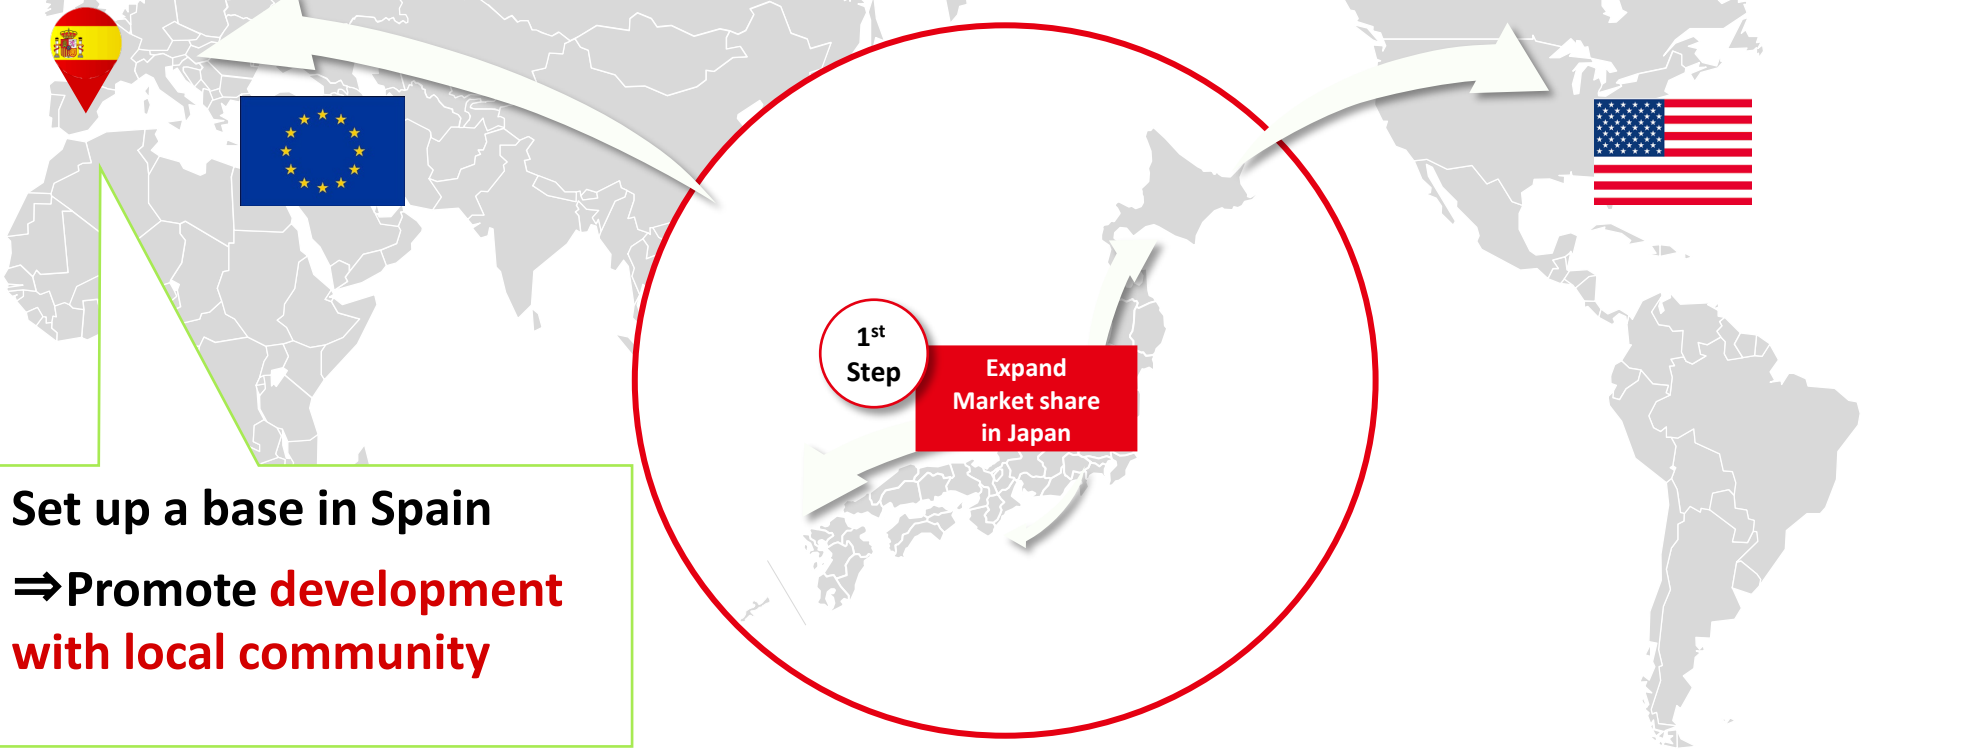 1st
Step
Expand
Market share
in Japan
Set up a base in Spain
⇒Promote development
with local community